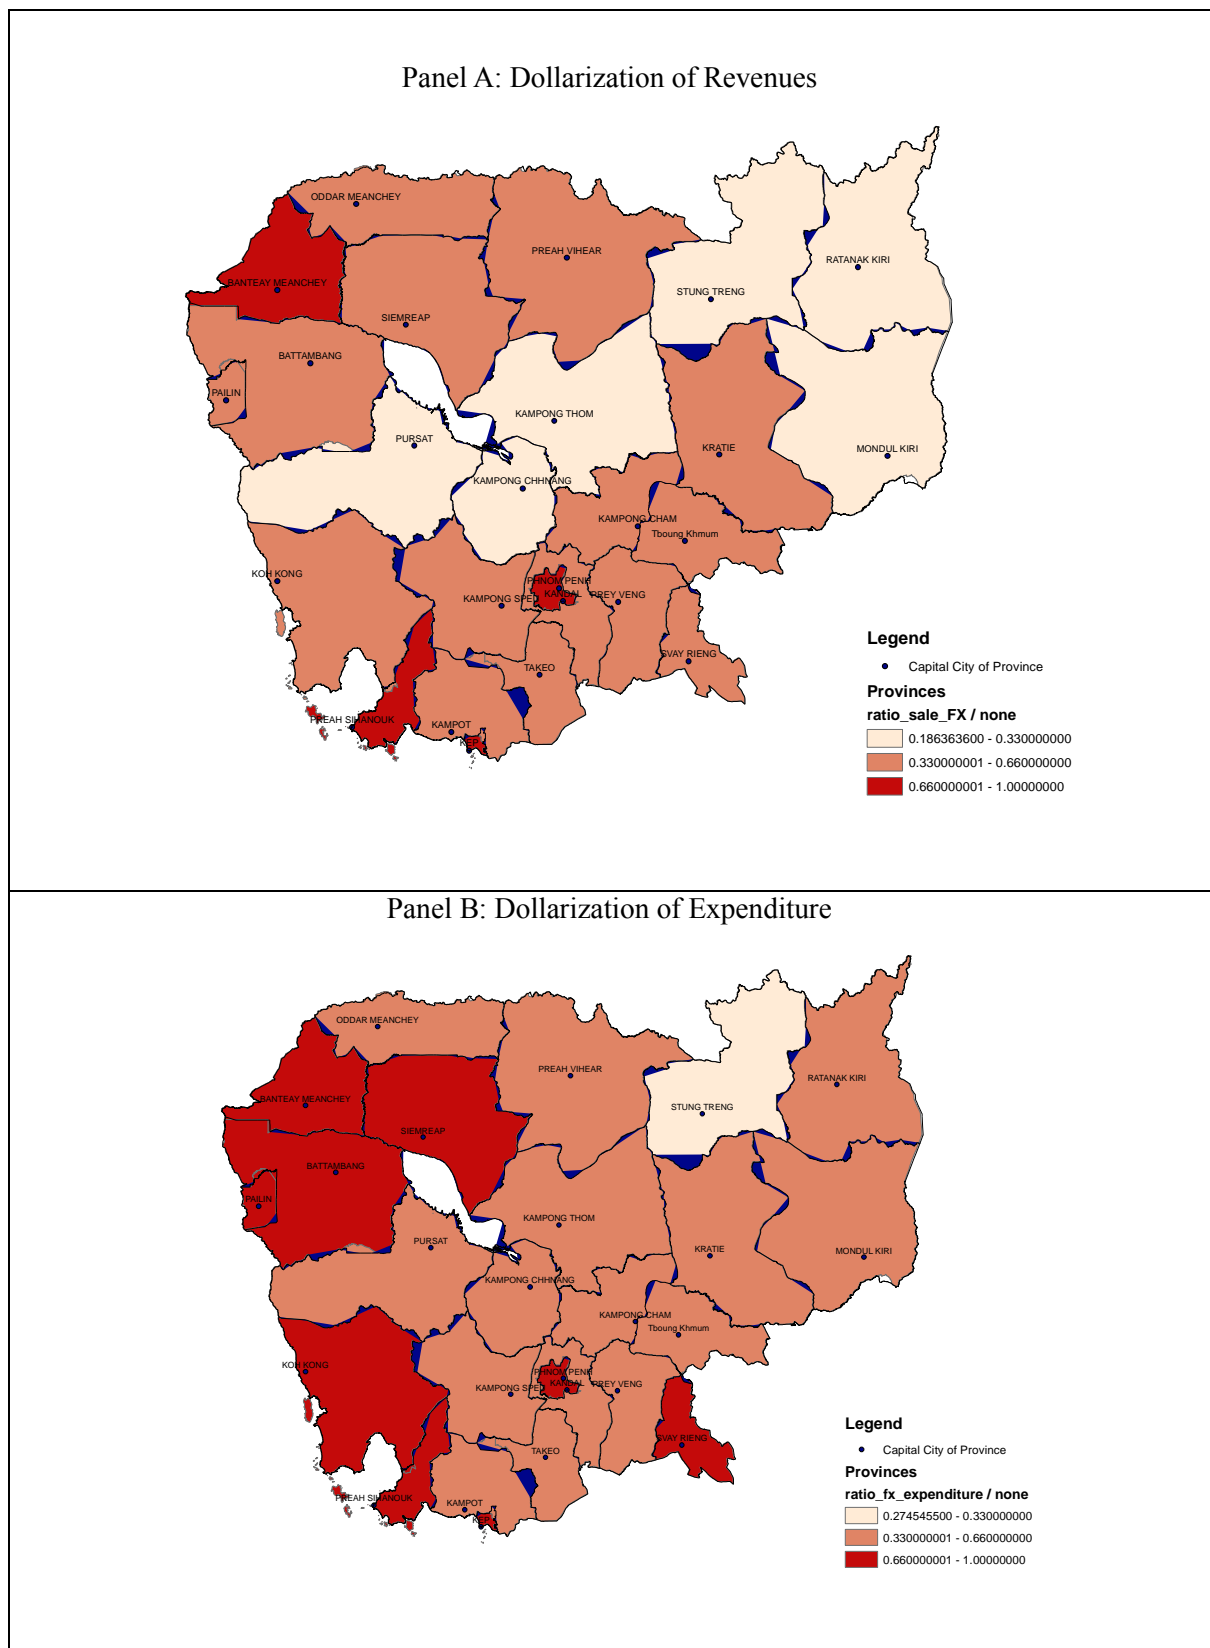 Panel A: Dollarization of Revenues
ODDAR MEANCHEY
PREAH VIHEAR
RATANAK KIRI
BANTEAY MEANCHEY
STUNG TRENG
SIEMREAP
BATTAMBANG
PAILIN
KAMPONG THOM
PURSAT
KRATIE
MONDUL KIRI
KAMPONG CHHNANG
KAMPONG CHAM
Tboung Khmum
KOH KONG
PHNOM PENH
KAMPONG SPE
KANDAL
PREY VENG
SVAY RIENG
TAKEO
PREAH SIHANOUK
KAMPOT
KEP
Legend
Capital City of Province
Provinces
ratio_sale_FX / none
0.186363600 - 0.330000000
0.330000001 - 0.660000000
0.660000001 - 1.00000000
Panel B: Dollarization of Expenditure
ODDAR MEANCHEY
PREAH VIHEAR
RATANAK KIRI
BANTEAY MEANCHEY
STUNG TRENG
SIEMREAP
BATTAMBANG
PAILIN
KAMPONG THOM
PURSAT
KRATIE
MONDUL KIRI
KAMPONG CHHNANG
KAMPONG CHAM
Tboung Khmum
KOH KONG
PHNOM PENH
KAMPONG SPE
KANDAL
PREY VENG
SVAY RIENG
TAKEO
PREAH SIHANOUK
KAMPOT
KEP
Legend
Capital City of Province
Provinces
ratio_fx_expenditure / none
0.274545500 - 0.330000000
0.330000001 - 0.660000000
0.660000001 - 1.00000000